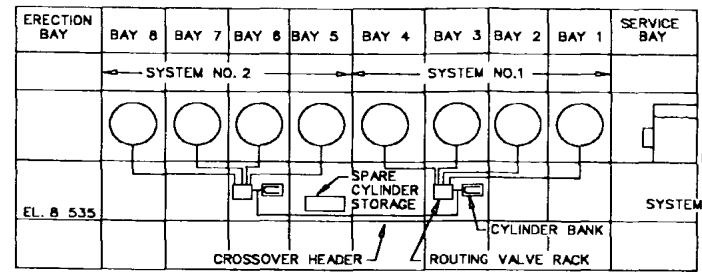 ERECTION BAY
BAY 8
BAY 7
BAY 6
BAY 5
BAY 4
BAY 3
BAY 2
BAY 1
SERVICE BAY
SYSTEM NO. 2
SYSTEM NO.1
SPARE
CYLINDER
STORAGE
EL. 8 535
SYSTEM
CYLINDER BANK
CROSSOVER HEADER
ROUTING VALVE RACK